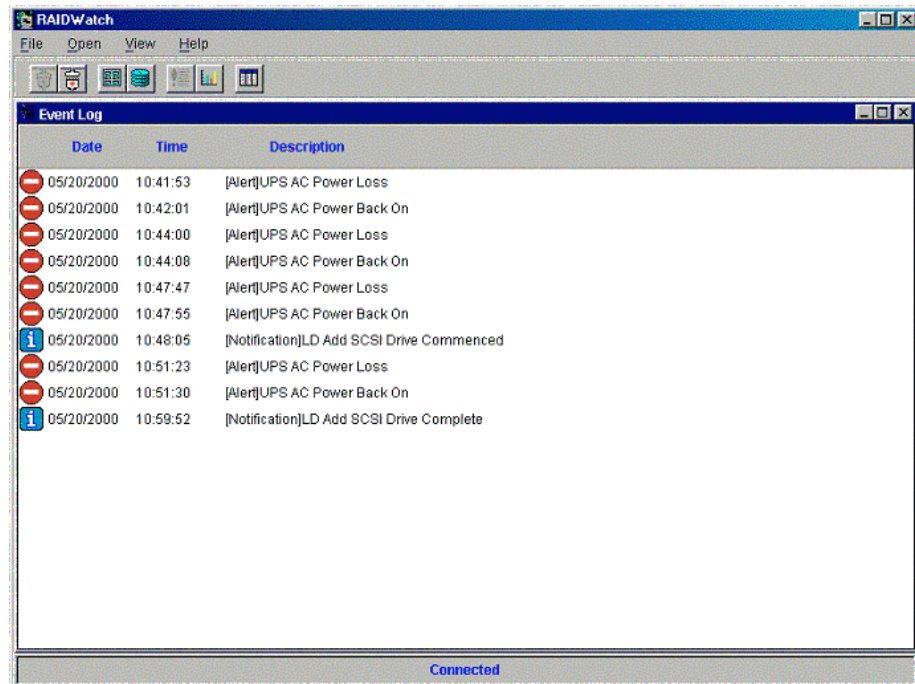 RAIDWatch
File Open View Help
Event Log
Date Time Description
05/20/2000 10:41:53 [Alert]UPS AC Power Loss
05/20/2000 10:42:01 [Alert]UPS AC Power Back On
05/20/2000 10:44:00 [Alert]UPS AC Power Loss
05/20/2000 10:44:08 [Alert]UPS AC Power Back On
05/20/2000 10:47:47 [Alert]UPS AC Power Loss
05/20/2000 10:47:55 [Alert]UPS AC Power Back On
05/20/2000 10:48:05 [Notification]LD Add SCSI Drive Commenced
05/20/2000 10:51:23 [Alert]UPS AC Power Loss
05/20/2000 10:51:30 [Alert]UPS AC Power Back On
05/20/2000 10:59:52 [Notification]LD Add SCSI Drive Complete
Connected